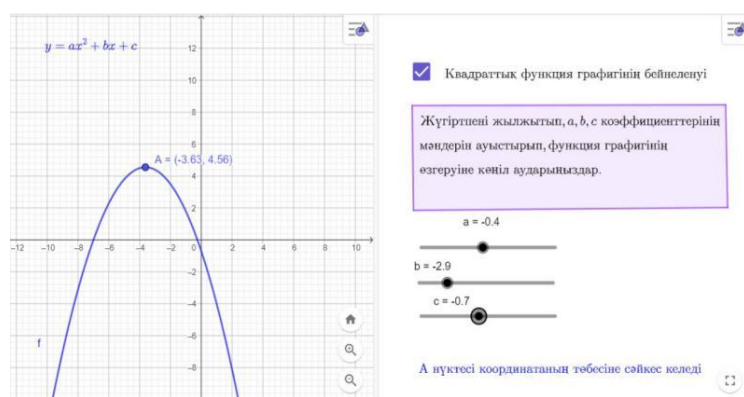 y = ax² + bx + c
A = (-3.63, 4.56)
f
12
10
8
6
4
2
0
−2
−4
−6
−8
−12 −10 −8 −6 −4 −2 2 4 6 8 10
Квадраттық функция графигінің бейнеленуі
Жүгіртпені жылжытып, a, b, c коэффициенттерінің
мәндерін ауыстырып, функция графигінің
өзгеруіне көңіл аударыңыздар.
a = -0.4
b = -2.9
c = -0.7
А нүктесі координатаның төбесіне сәйкес келеді